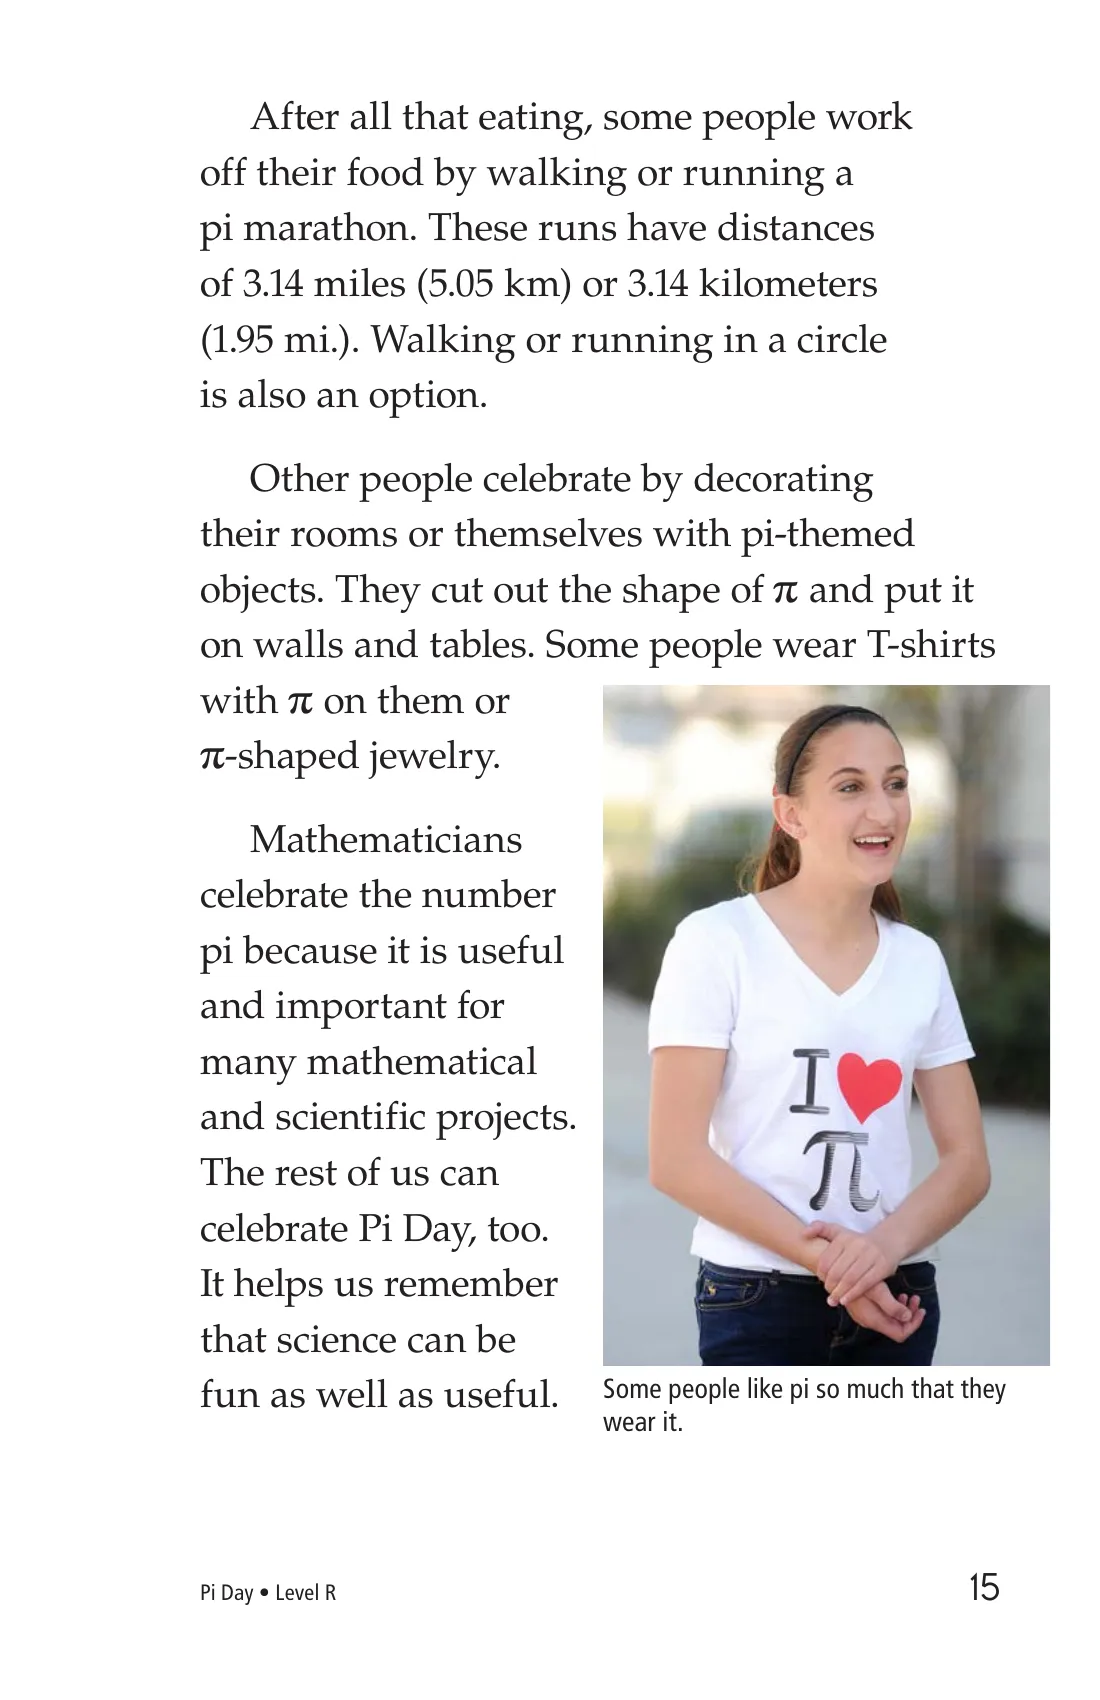 After all that eating, some people work
off their food by walking or running a
pi marathon. These runs have distances
of 3.14 miles (5.05 km) or 3.14 kilometers
(1.95 mi.). Walking or running in a circle
is also an option.
Other people celebrate by decorating
their rooms or themselves with pi-themed
objects. They cut out the shape of π and put it
on walls and tables. Some people wear T-shirts
with π on them or
π-shaped jewelry.
Mathematicians
celebrate the number
pi because it is useful
and important for
many mathematical
and scientific projects.
The rest of us can
celebrate Pi Day, too.
It helps us remember
that science can be
fun as well as useful.
I ❤
π
Some people like pi so much that they
wear it.
Pi Day • Level R
15